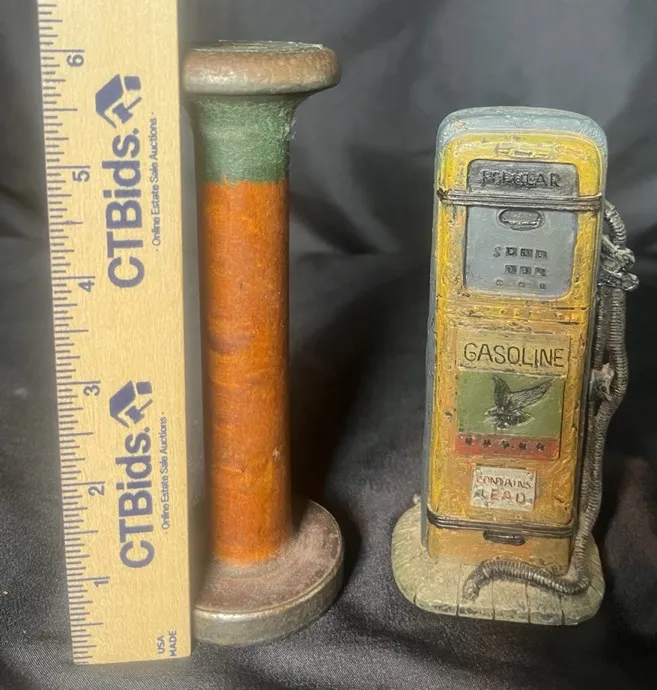 6
5
4
3
2
1
CTBids.
· Online Estate Sale Auctions ·
CTBids.
· Online Estate Sale Auctions ·
USA
MADE
GASOLINE
CONTAINS
LEAD